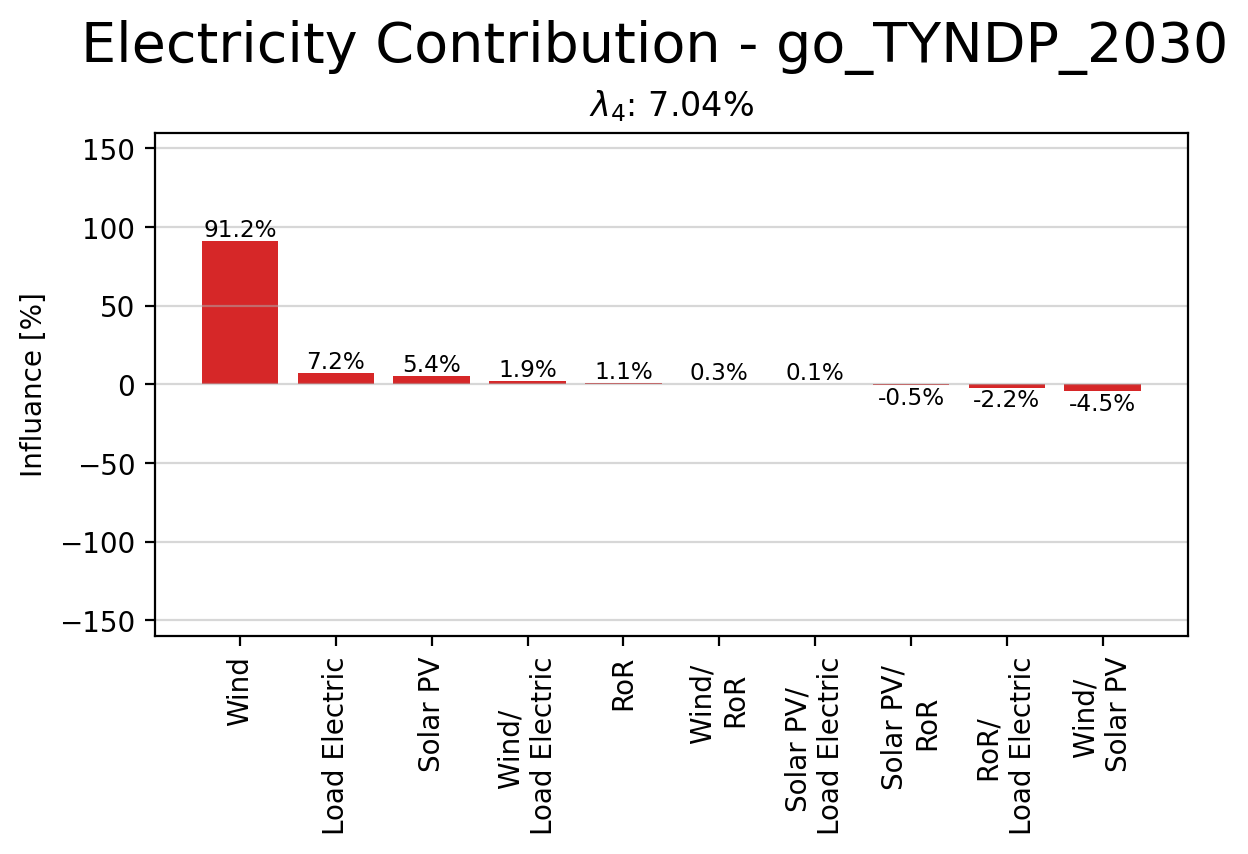 Electricity Contribution - go_TYNDP_2030
λ4: 7.04%
150
100
50
0
−50
−100
−150
Influance [%]
91.2%
7.2%
5.4%
1.9%
1.1%
0.3%
0.1%
-0.5%
-2.2%
-4.5%
Wind
Load Electric
Solar PV
Wind/
Load Electric
RoR
Wind/
RoR
Solar PV/
Load Electric
Solar PV/
RoR
RoR/
Load Electric
Wind/
Solar PV